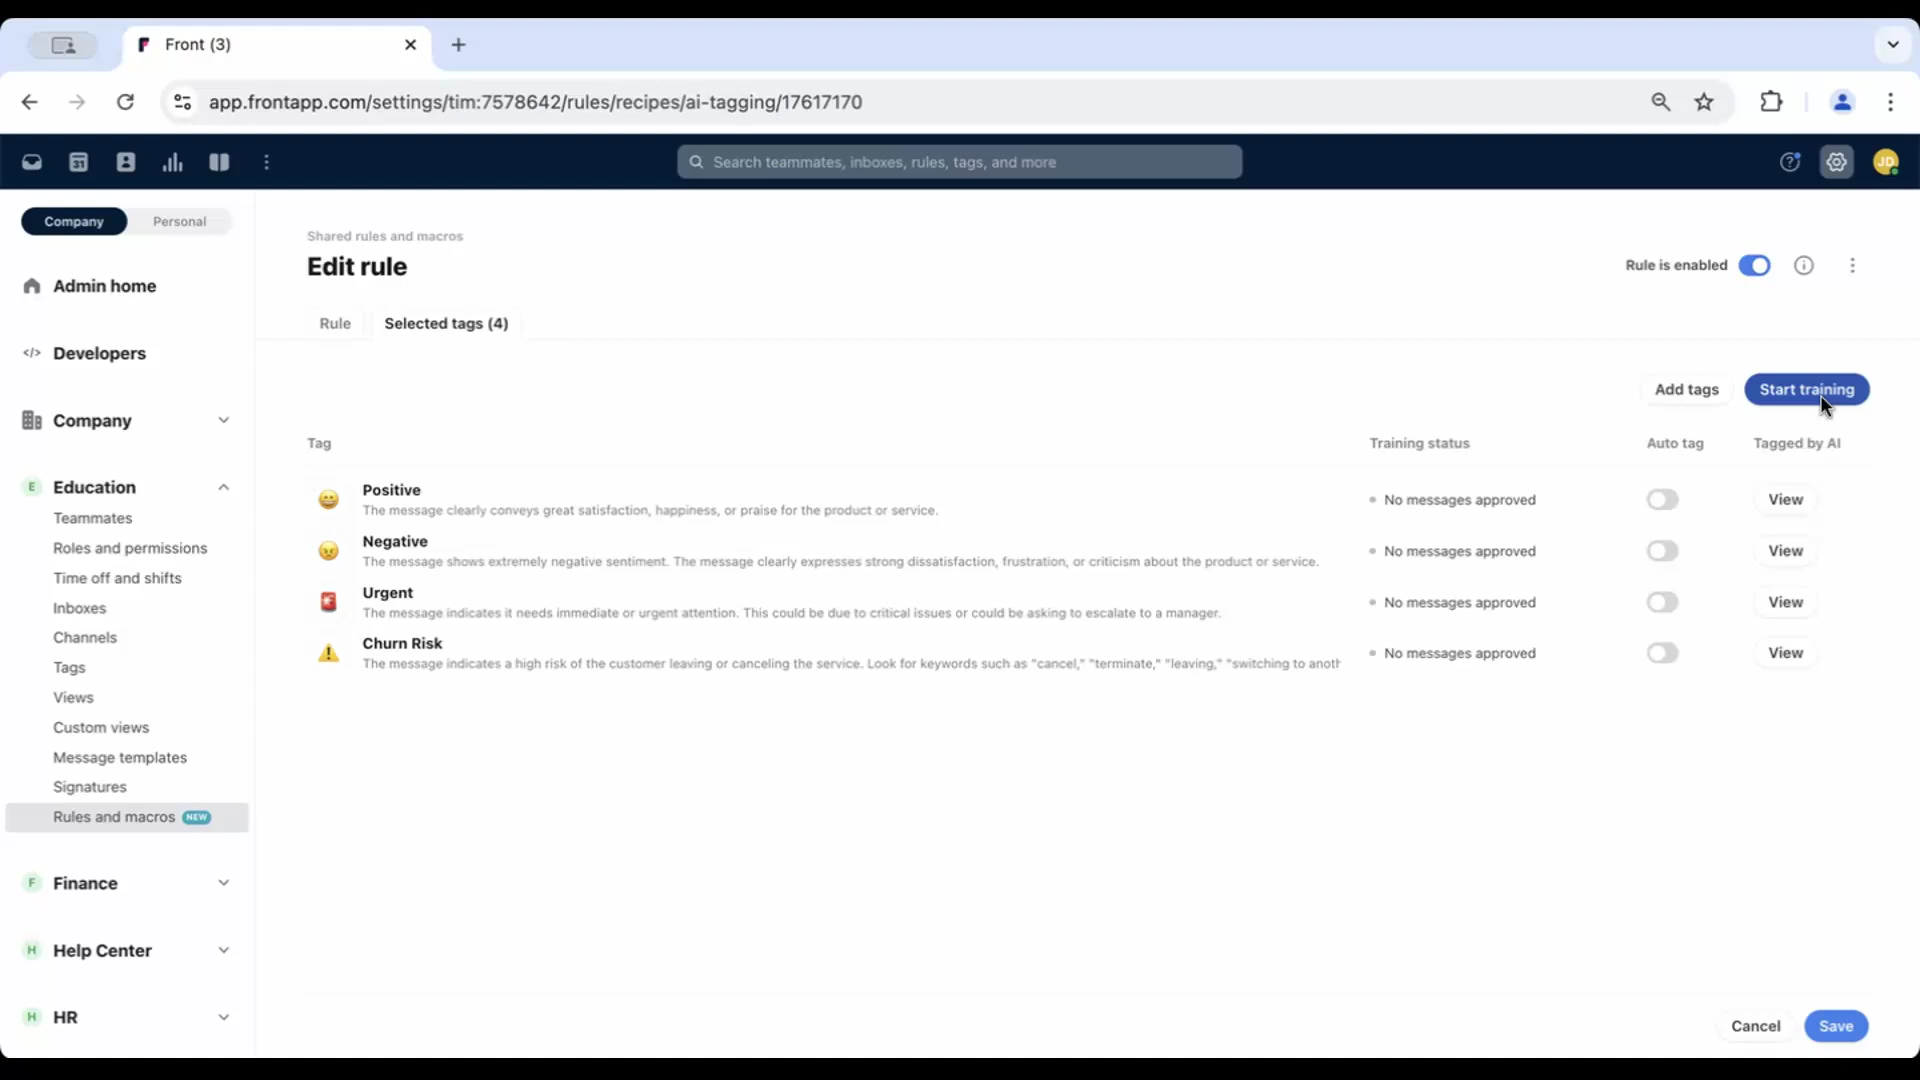 Front (3)
app.frontapp.com/settings/tim:7578642/rules/recipes/ai-tagging/17617170
31
Search teammates, inboxes, rules, tags, and more
JD
Company
Personal
Shared rules and macros
Edit rule
Rule is enabled
Admin home
Rule
Selected tags (4)
Developers
Add tags
Start training
Company
Tag
Training status
Auto tag
Tagged by AI
E
Education
Positive
The message clearly conveys great satisfaction, happiness, or praise for the product or service.
No messages approved
View
Teammates
Negative
The message shows extremely negative sentiment. The message clearly expresses strong dissatisfaction, frustration, or criticism about the product or service.
No messages approved
View
Roles and permissions
Time off and shifts
Urgent
The message indicates it needs immediate or urgent attention. This could be due to critical issues or could be asking to escalate to a manager.
No messages approved
View
Inboxes
Channels
Churn Risk
The message indicates a high risk of the customer leaving or canceling the service. Look for keywords such as "cancel," "terminate," "leaving," "switching to anoth
No messages approved
View
Tags
Views
Custom views
Message templates
Signatures
Rules and macros NEW
F
Finance
H
Help Center
H
HR
Cancel
Save